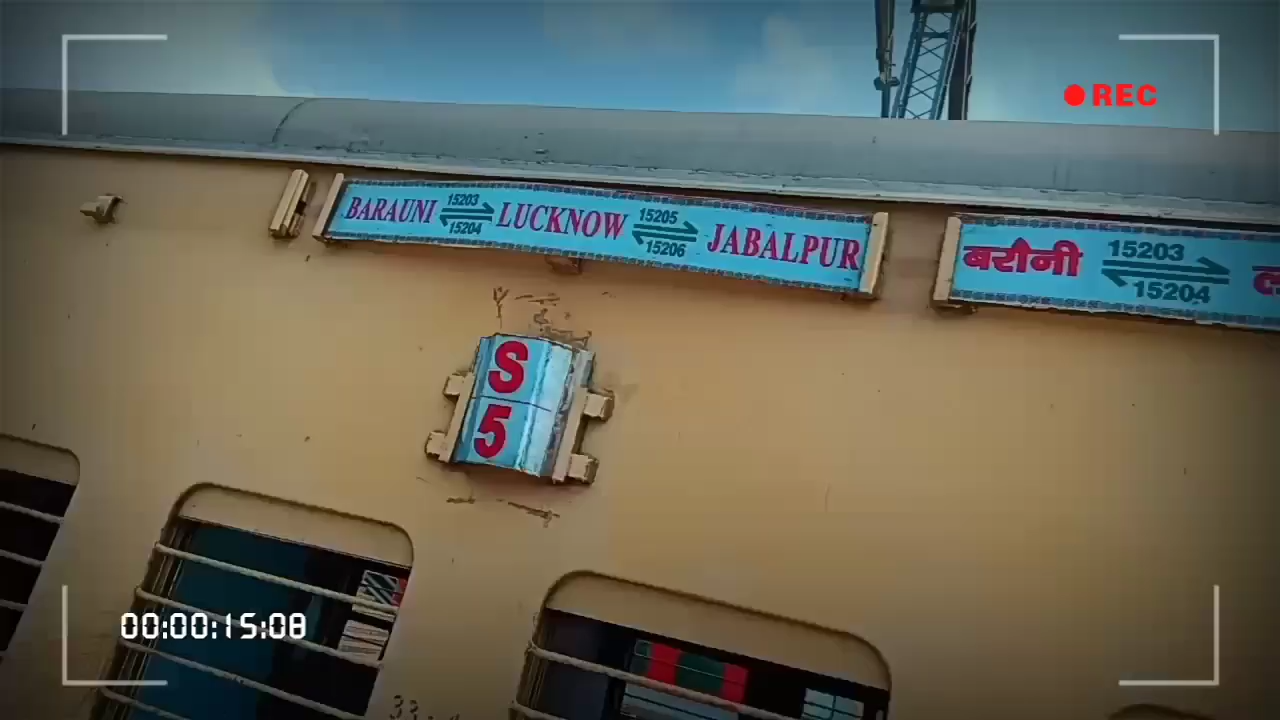 REC
BARAUNI 15203 15204 LUCKNOW 15205 15206 JABALPUR
बरौनी 15203 15204
S
5
00:00:15:08